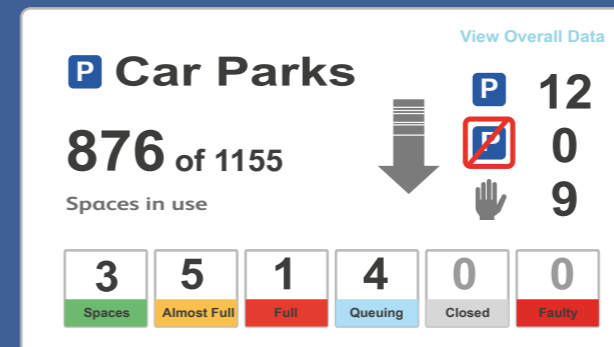 View Overall Data
P Car Parks
P 12
876 of 1155
P 0
Spaces in use
9
3 5 1 4 0 0
Spaces Almost Full Full Queuing Closed Faulty